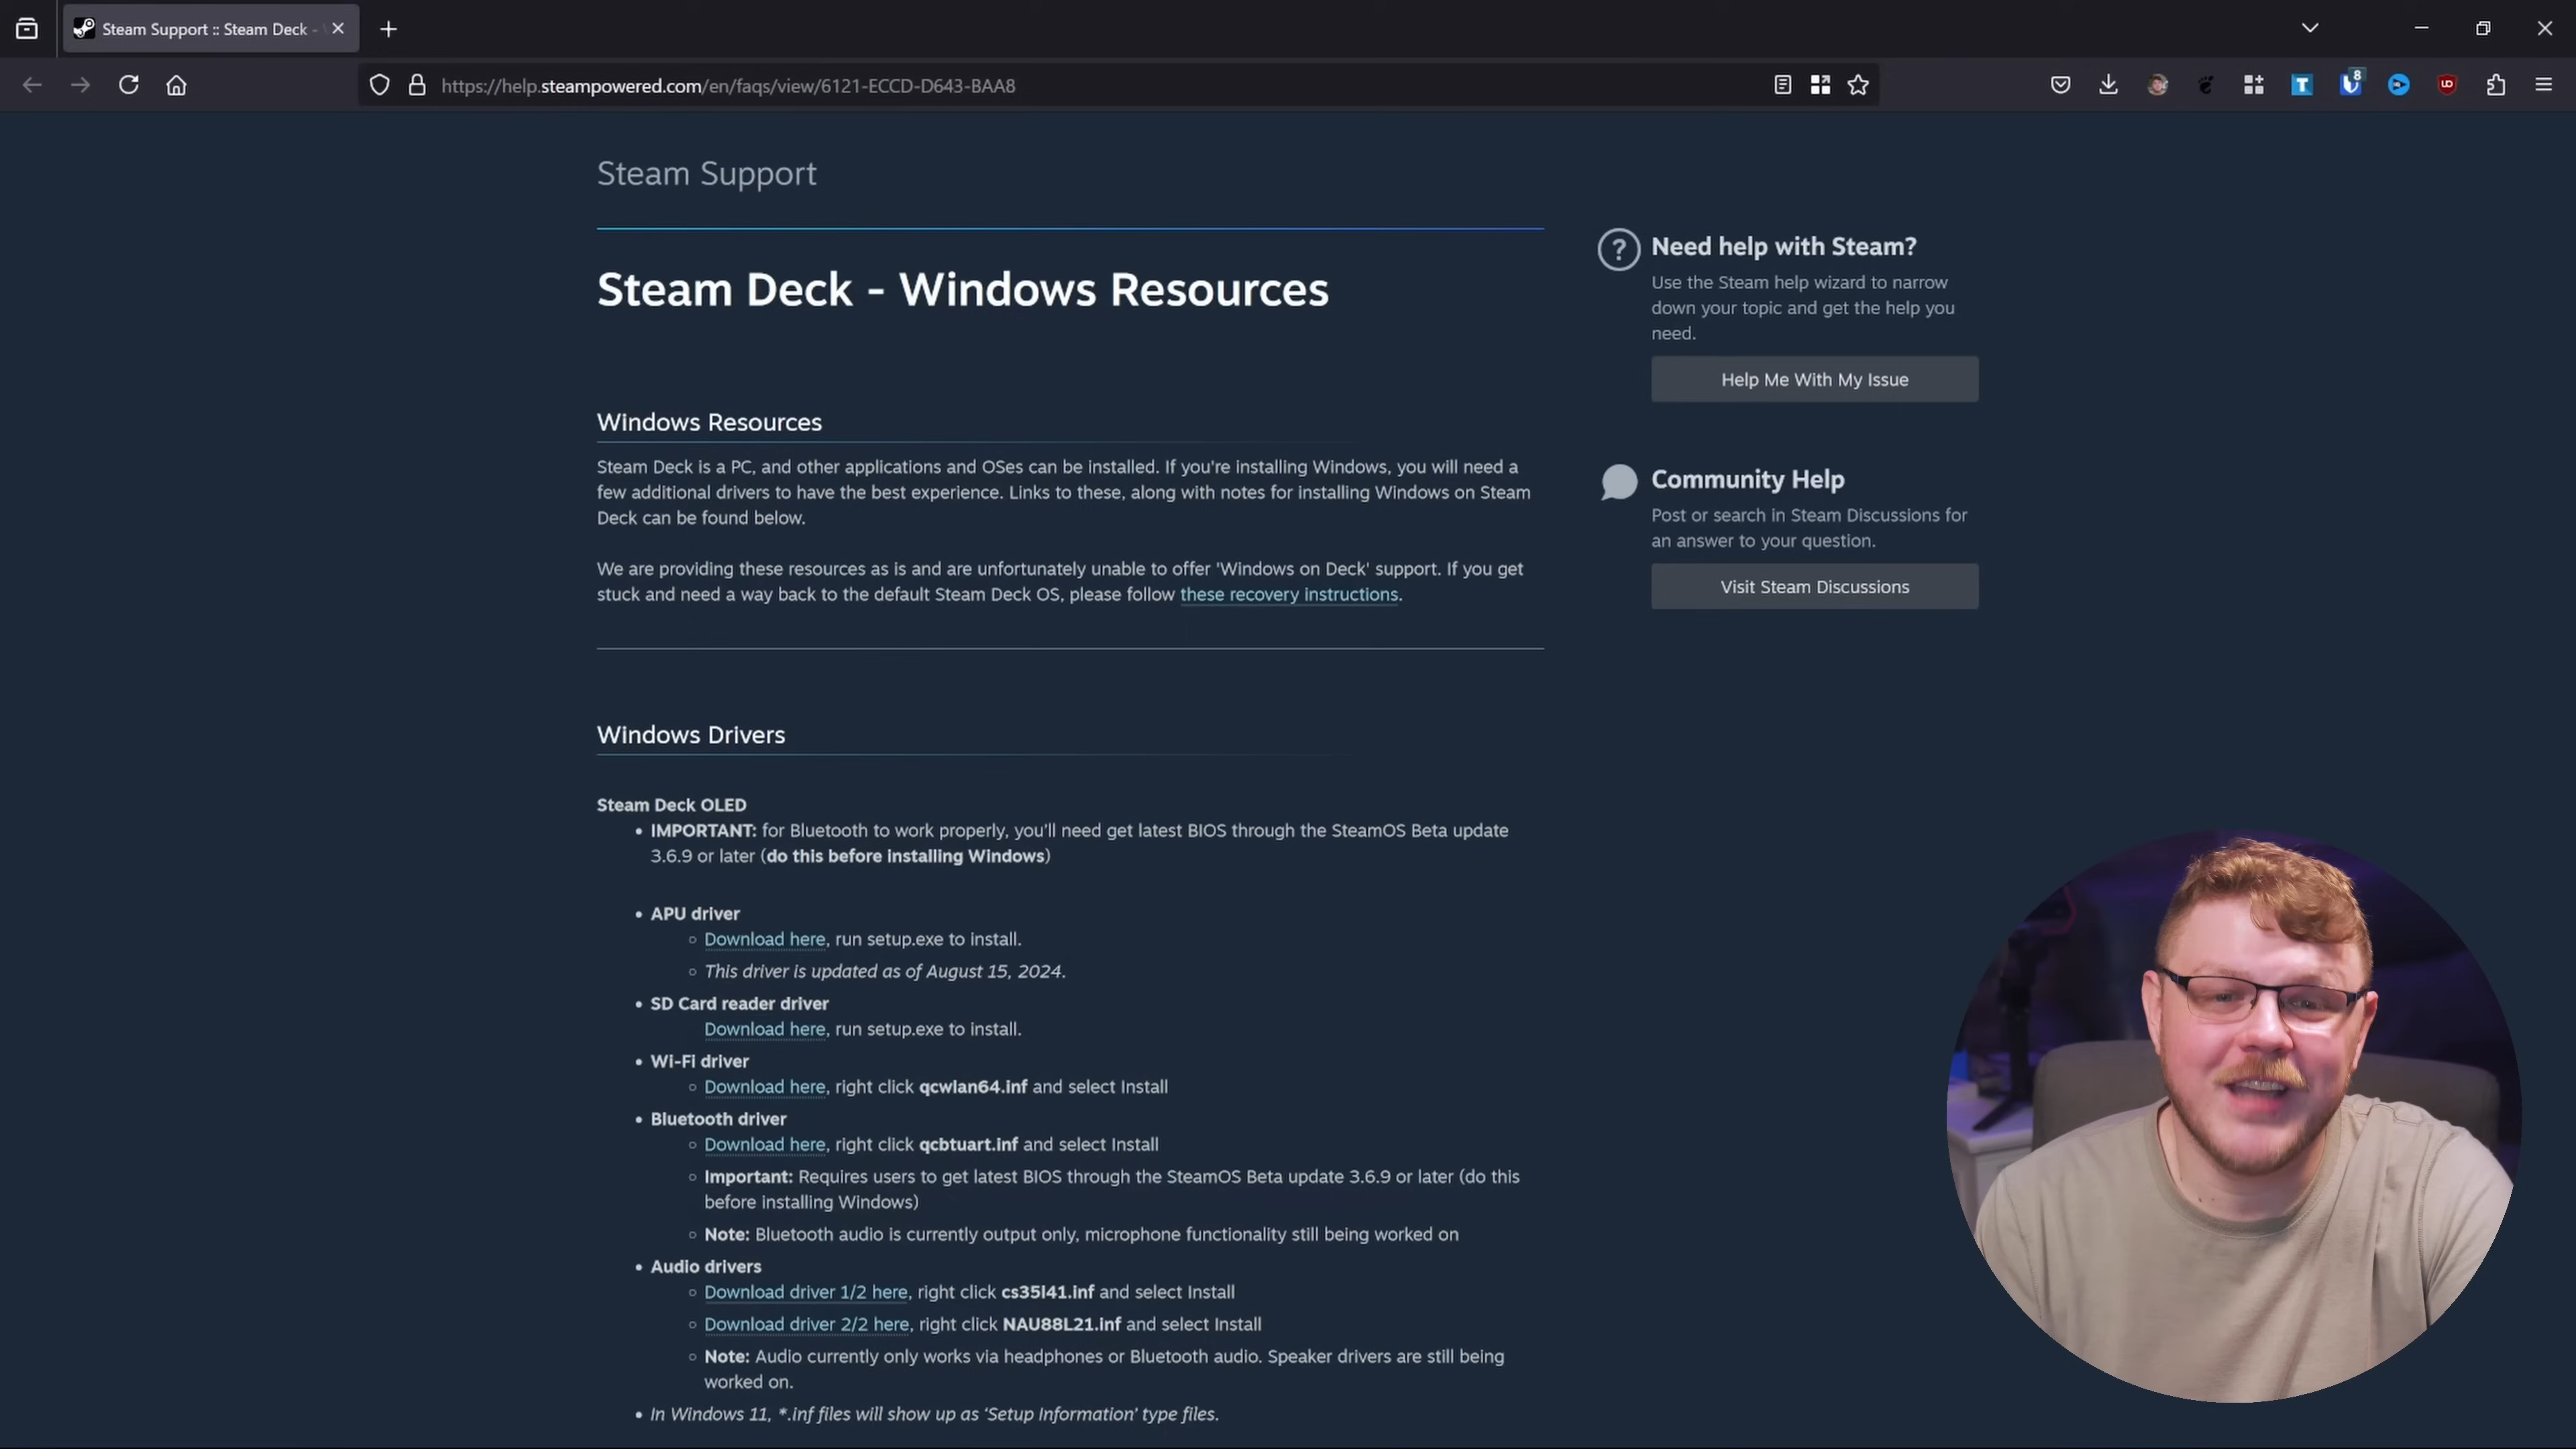 Steam Support :: Steam Deck -
https://help.steampowered.com/en/faqs/view/6121-ECCD-D643-BAA8
8
Steam Support
Steam Deck - Windows Resources
Windows Resources
Steam Deck is a PC, and other applications and OSes can be installed. If you're installing Windows, you will need a
few additional drivers to have the best experience. Links to these, along with notes for installing Windows on Steam
Deck can be found below.
We are providing these resources as is and are unfortunately unable to offer 'Windows on Deck' support. If you get
stuck and need a way back to the default Steam Deck OS, please follow these recovery instructions.
Windows Drivers
Steam Deck OLED
• IMPORTANT: for Bluetooth to work properly, you'll need get latest BIOS through the SteamOS Beta update
3.6.9 or later (do this before installing Windows)
• APU driver
◦ Download here, run setup.exe to install.
◦ This driver is updated as of August 15, 2024.
• SD Card reader driver
Download here, run setup.exe to install.
• Wi-Fi driver
◦ Download here, right click qcwlan64.inf and select Install
• Bluetooth driver
◦ Download here, right click qcbtuart.inf and select Install
◦ Important: Requires users to get latest BIOS through the SteamOS Beta update 3.6.9 or later (do this
before installing Windows)
◦ Note: Bluetooth audio is currently output only, microphone functionality still being worked on
• Audio drivers
◦ Download driver 1/2 here, right click cs35l41.inf and select Install
◦ Download driver 2/2 here, right click NAU88L21.inf and select Install
◦ Note: Audio currently only works via headphones or Bluetooth audio. Speaker drivers are still being
worked on.
• In Windows 11, *.inf files will show up as 'Setup Information' type files.
Need help with Steam?
Use the Steam help wizard to narrow
down your topic and get the help you
need.
Help Me With My Issue
Community Help
Post or search in Steam Discussions for
an answer to your question.
Visit Steam Discussions